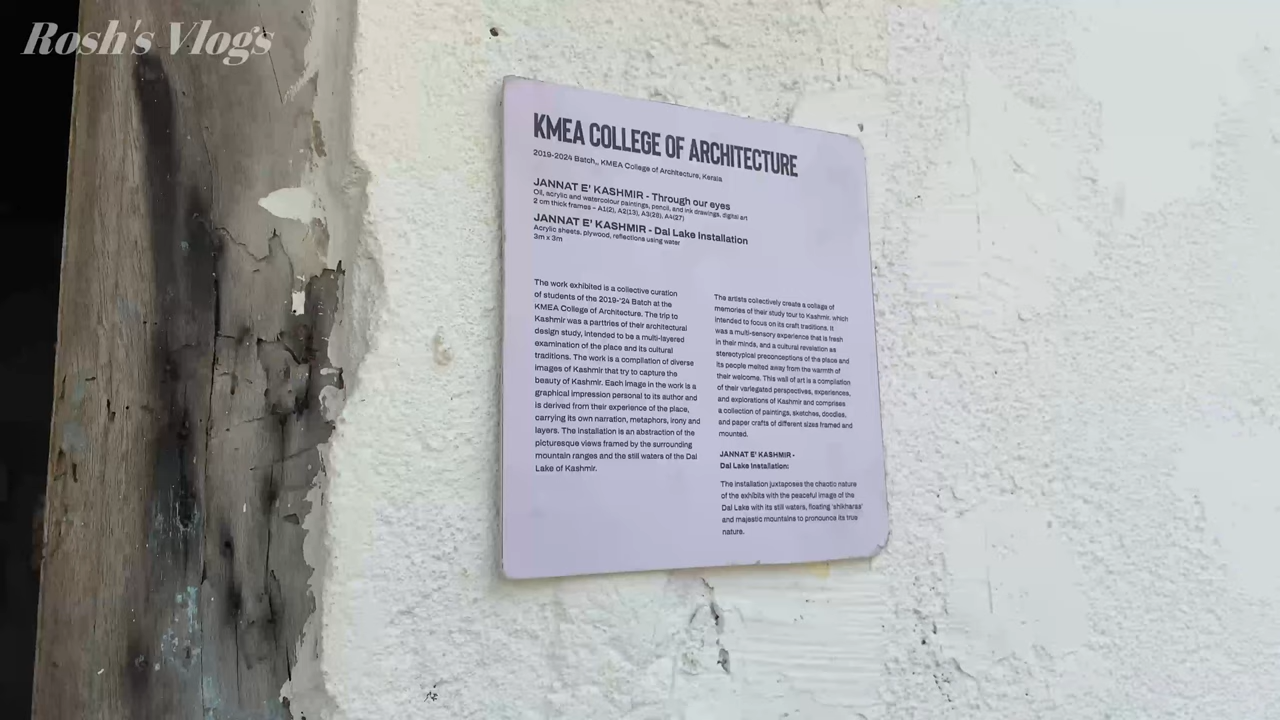 Rosh's Vlogs
KMEA COLLEGE OF ARCHITECTURE
2019-2024 Batch,, KMEA College of Architecture, Kerala
JANNAT E' KASHMIR - Through our eyes
Oil, acrylic and watercolour paintings, pencil, and ink drawings, digital art
2 cm thick frames – A1(2), A2(13), A3(28), A4(27)
JANNAT E' KASHMIR - Dal Lake Installation
Acrylic sheets, plywood, reflections using water
3m x 3m
The work exhibited is a collective curation
of students of the 2019-'24 Batch at the
KMEA College of Architecture. The trip to
Kashmir was a parttries of their architectural
design study, intended to be a multi-layered
examination of the place and its cultural
traditions. The work is a compilation of diverse
images of Kashmir that try to capture the
beauty of Kashmir. Each image in the work is a
graphical impression personal to its author and
is derived from their experience of the place,
carrying its own narration, metaphors, irony and
layers. The installation is an abstraction of the
picturesque views framed by the surrounding
mountain ranges and the still waters of the Dal
Lake of Kashmir.
The artists collectively create a collage of
memories of their study tour to Kashmir, which
intended to focus on its craft traditions. It
was a multi-sensory experience that is fresh
in their minds, and a cultural revelation as
stereotypical preconceptions of the place and
its people melted away from the warmth of
their welcome. This wall of art is a compilation
of their variegated perspectives, experiences,
and explorations of Kashmir and comprises
a collection of paintings, sketches, doodles,
and paper crafts of different sizes framed and
mounted.
JANNAT E' KASHMIR -
Dal Lake Installation:
The installation juxtaposes the chaotic nature
of the exhibits with the peaceful image of the
Dal Lake with its still waters, floating 'shikharas'
and majestic mountains to pronounce its true
nature.